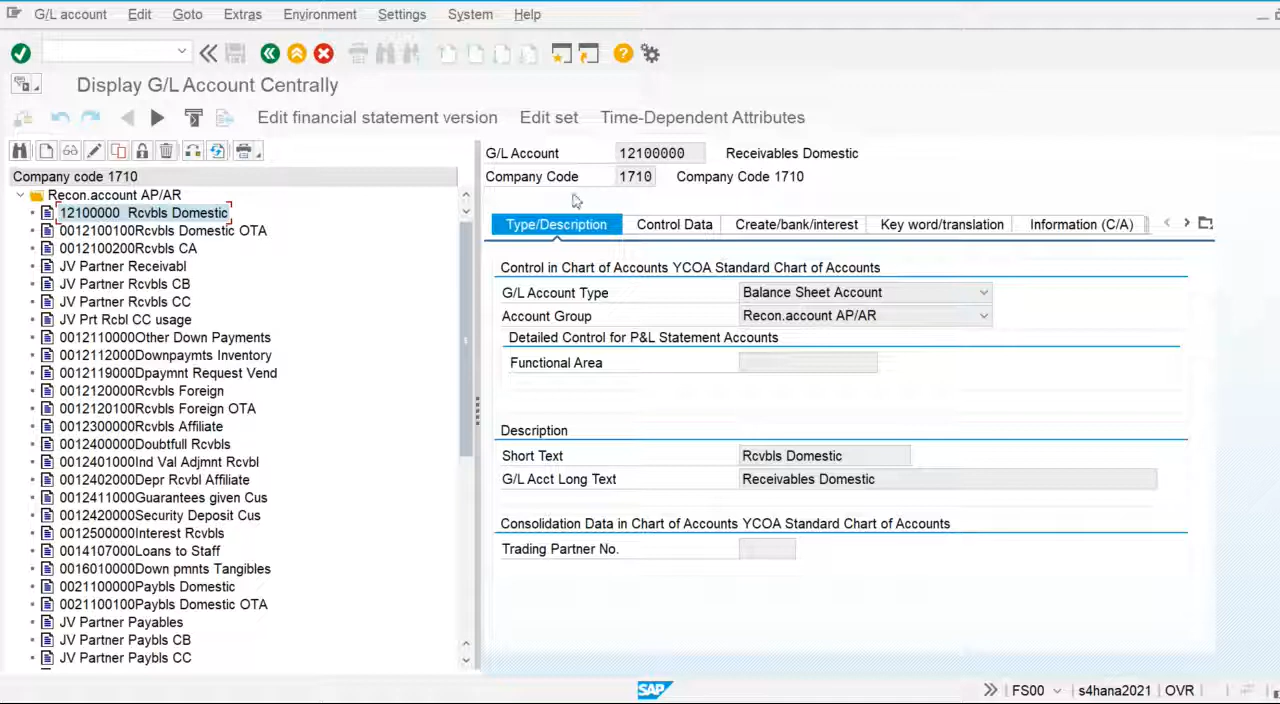 G/L account Edit Goto Extras Environment Settings System Help
Display G/L Account Centrally
Edit financial statement version Edit set Time-Dependent Attributes
Company code 1710
Recon.account AP/AR
12100000 Rcvbls Domestic
0012100100Rcvbls Domestic OTA
0012100200Rcvbls CA
JV Partner Receivabl
JV Partner Rcvbls CB
JV Partner Rcvbls CC
JV Prt Rcbl CC usage
0012110000Other Down Payments
0012112000Downpaymts Inventory
0012119000Dpaymnt Request Vend
0012120000Rcvbls Foreign
0012120100Rcvbls Foreign OTA
0012300000Rcvbls Affiliate
0012400000Doubtfull Rcvbls
0012401000Ind Val Adjmnt Rcvbl
0012402000Depr Rcvbl Affiliate
0012411000Guarantees given Cus
0012420000Security Deposit Cus
0012500000Interest Rcvbls
0014107000Loans to Staff
0016010000Down pmnts Tangibles
0021100000Paybls Domestic
0021100100Paybls Domestic OTA
JV Partner Payables
JV Partner Paybls CB
JV Partner Paybls CC
G/L Account 12100000 Receivables Domestic
Company Code 1710 Company Code 1710
Type/Description Control Data Create/bank/interest Key word/translation Information (C/A)
Control in Chart of Accounts YCOA Standard Chart of Accounts
G/L Account Type Balance Sheet Account
Account Group Recon.account AP/AR
Detailed Control for P&L Statement Accounts
Functional Area
Description
Short Text Rcvbls Domestic
G/L Acct Long Text Receivables Domestic
Consolidation Data in Chart of Accounts YCOA Standard Chart of Accounts
Trading Partner No.
SAP FS00 s4hana2021 OVR